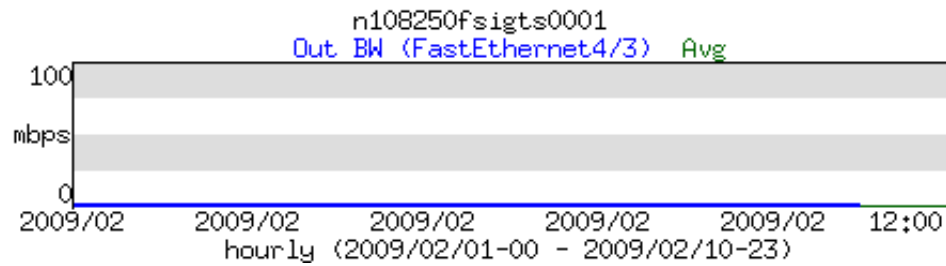 n108250fsigts0001
Out BW (FastEthernet4/3) Avg
100
mbps
0
2009/02 2009/02 2009/02 2009/02 2009/02 12:00
hourly (2009/02/01-00 - 2009/02/10-23)